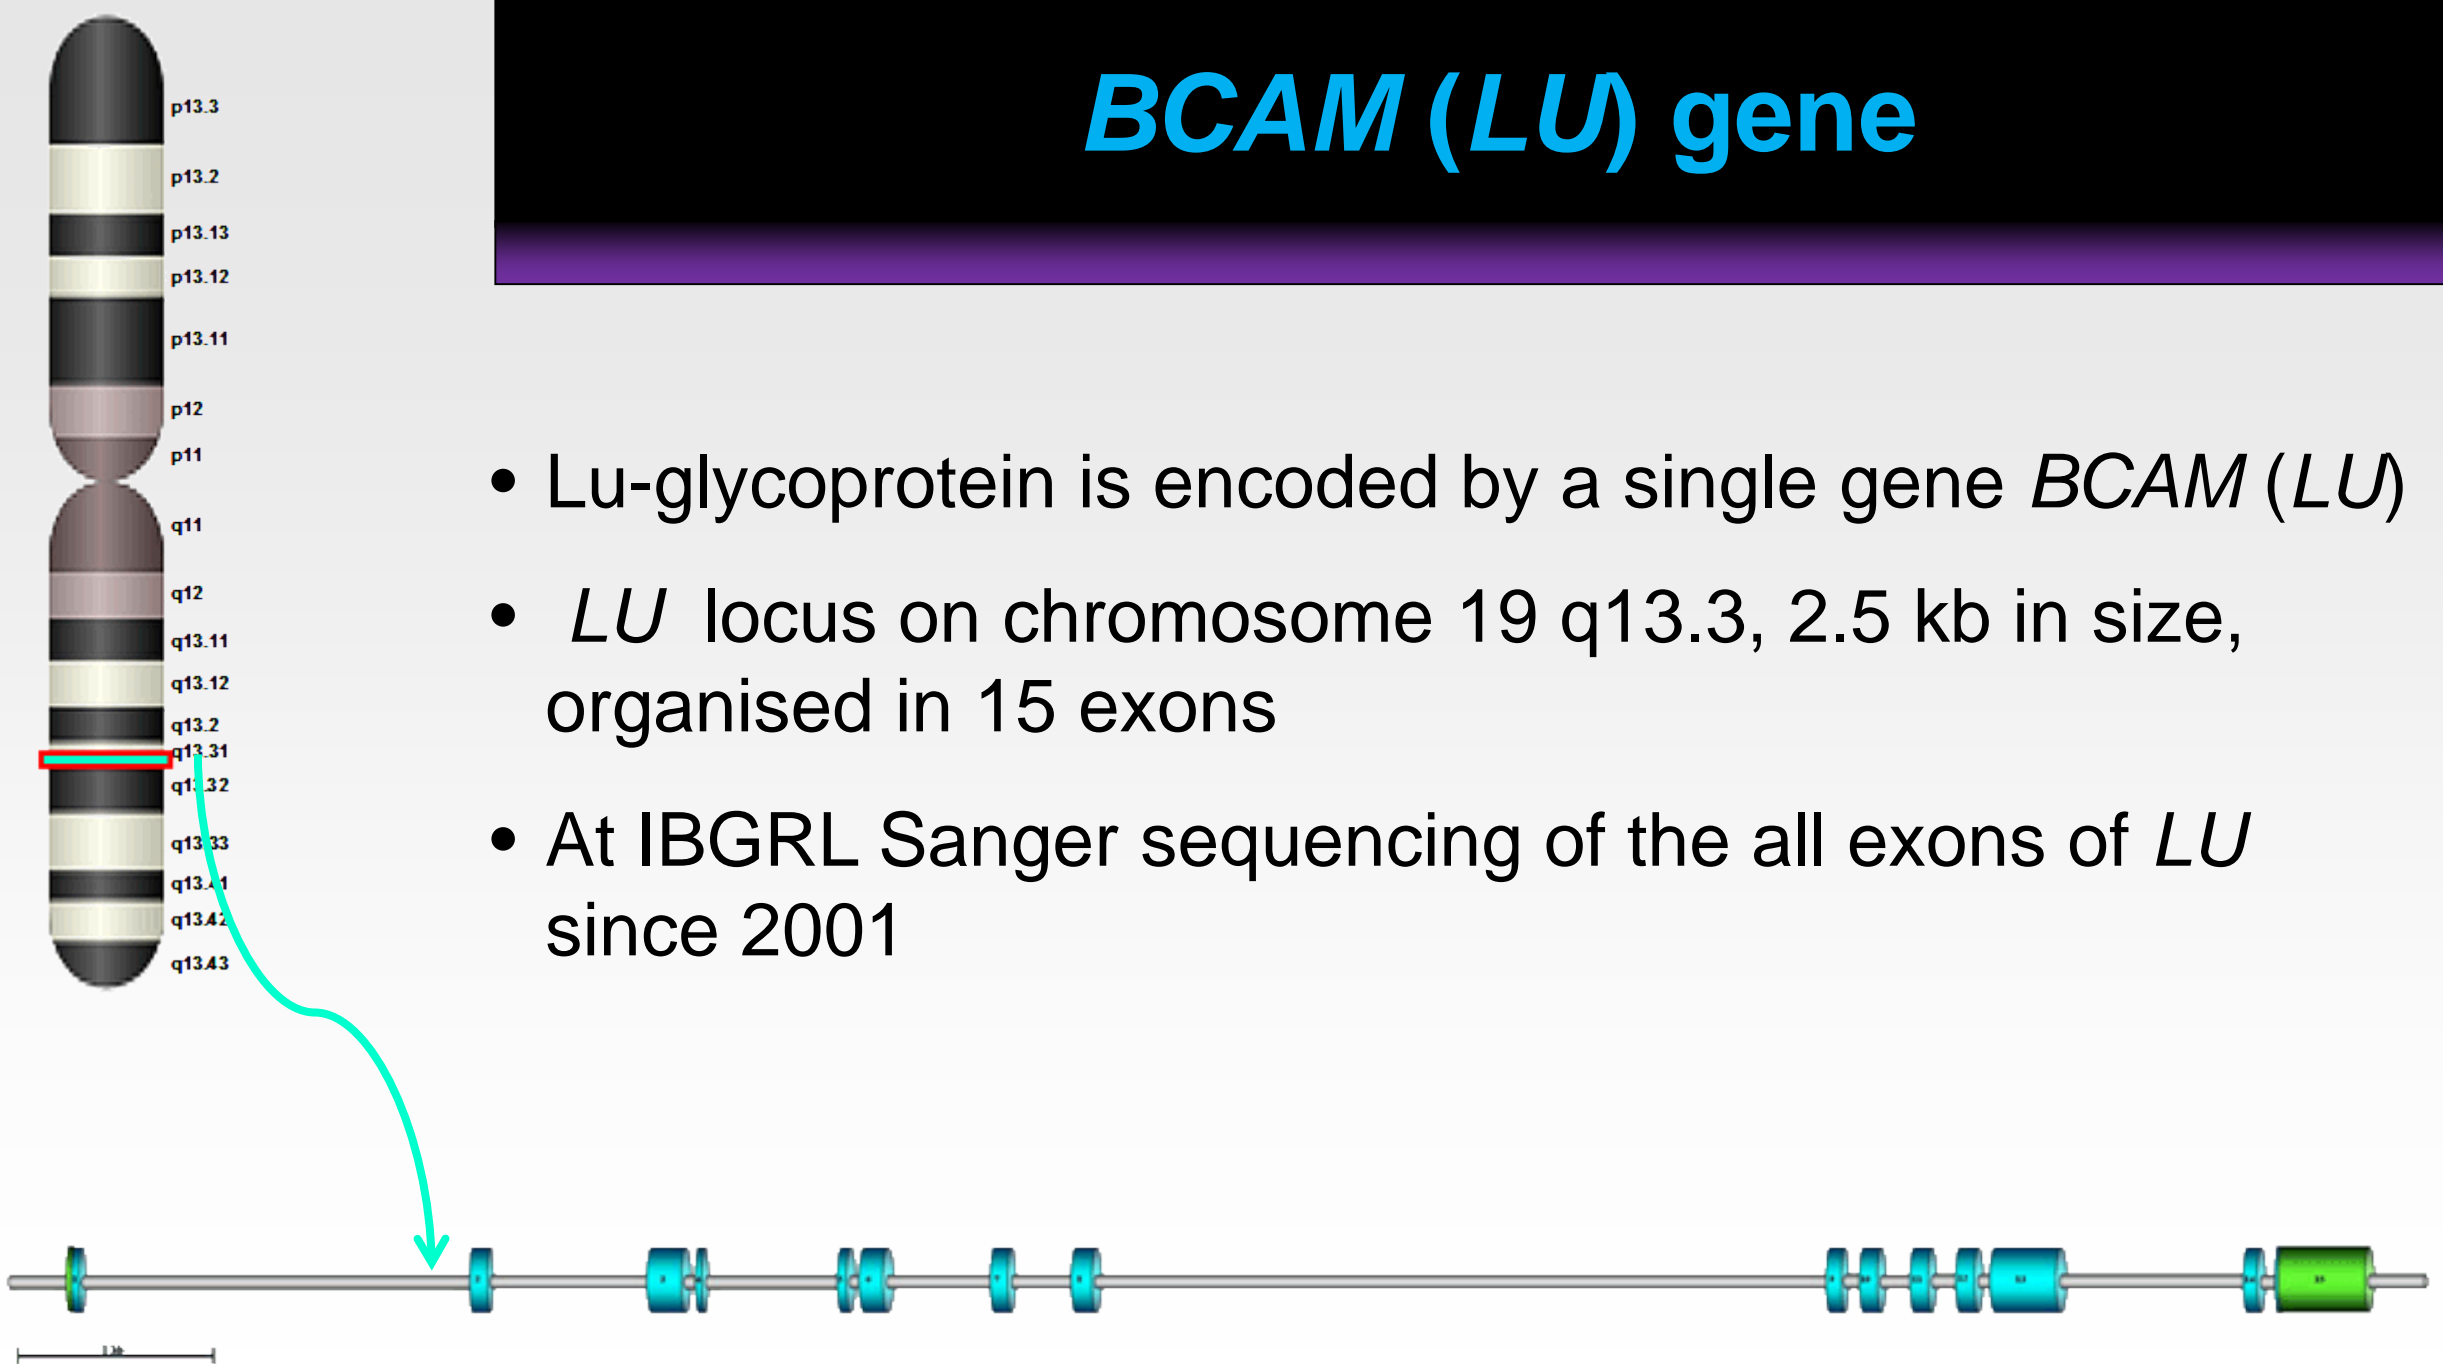 BCAM (LU) gene
p13.3
p13.2
p13.13
p13.12
p13.11
p12
p11
q11
q12
q13.11
q13.12
q13.2
q13.31
q13.32
q13.33
q13.41
q13.42
q13.43
• Lu-glycoprotein is encoded by a single gene BCAM (LU)
• LU locus on chromosome 19 q13.3, 2.5 kb in size,
organised in 15 exons
• At IBGRL Sanger sequencing of the all exons of LU
since 2001